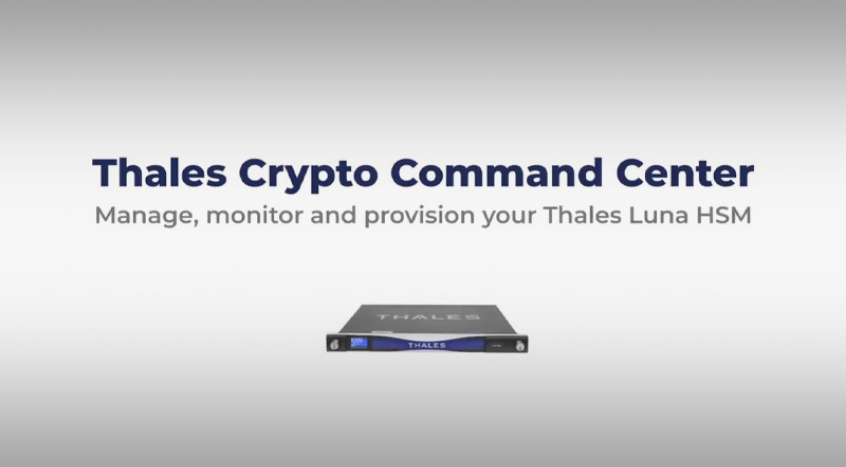 Thales Crypto Command Center
Manage, monitor and provision your Thales Luna HSM
THALES
THALES